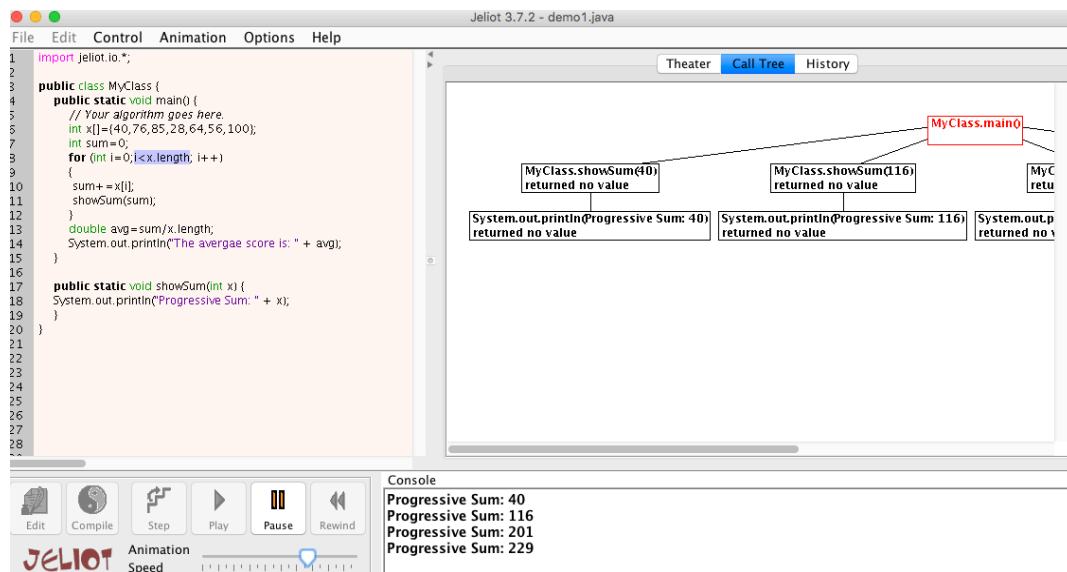 Jeliot 3.7.2 - demo1.java
File Edit Control Animation Options Help
1 import jeliot.io.*;
2
3 public class MyClass {
4 public static void main() {
5 // Your algorithm goes here.
6 int x[]={40,76,85,28,64,56,100};
7 int sum=0;
8 for (int i=0;i<x.length; i++)
9 {
10 sum+=x[i];
11 showSum(sum);
12 }
13 double avg=sum/x.length;
14 System.out.println("The avergae score is: " + avg);
15 }
16
17 public static void showSum(int x) {
18 System.out.println("Progressive Sum: " + x);
19 }
20 }
21
22
23
24
25
26
27
28
Theater Call Tree History
MyClass.main()
MyClass.showSum(40)
returned no value
MyClass.showSum(116)
returned no value
MyC
retu
System.out.println(Progressive Sum: 40)
returned no value
System.out.println(Progressive Sum: 116)
returned no value
System.out.p
returned no v
Edit Compile Step Play Pause Rewind
JELIOT
Animation
Speed
Console
Progressive Sum: 40
Progressive Sum: 116
Progressive Sum: 201
Progressive Sum: 229